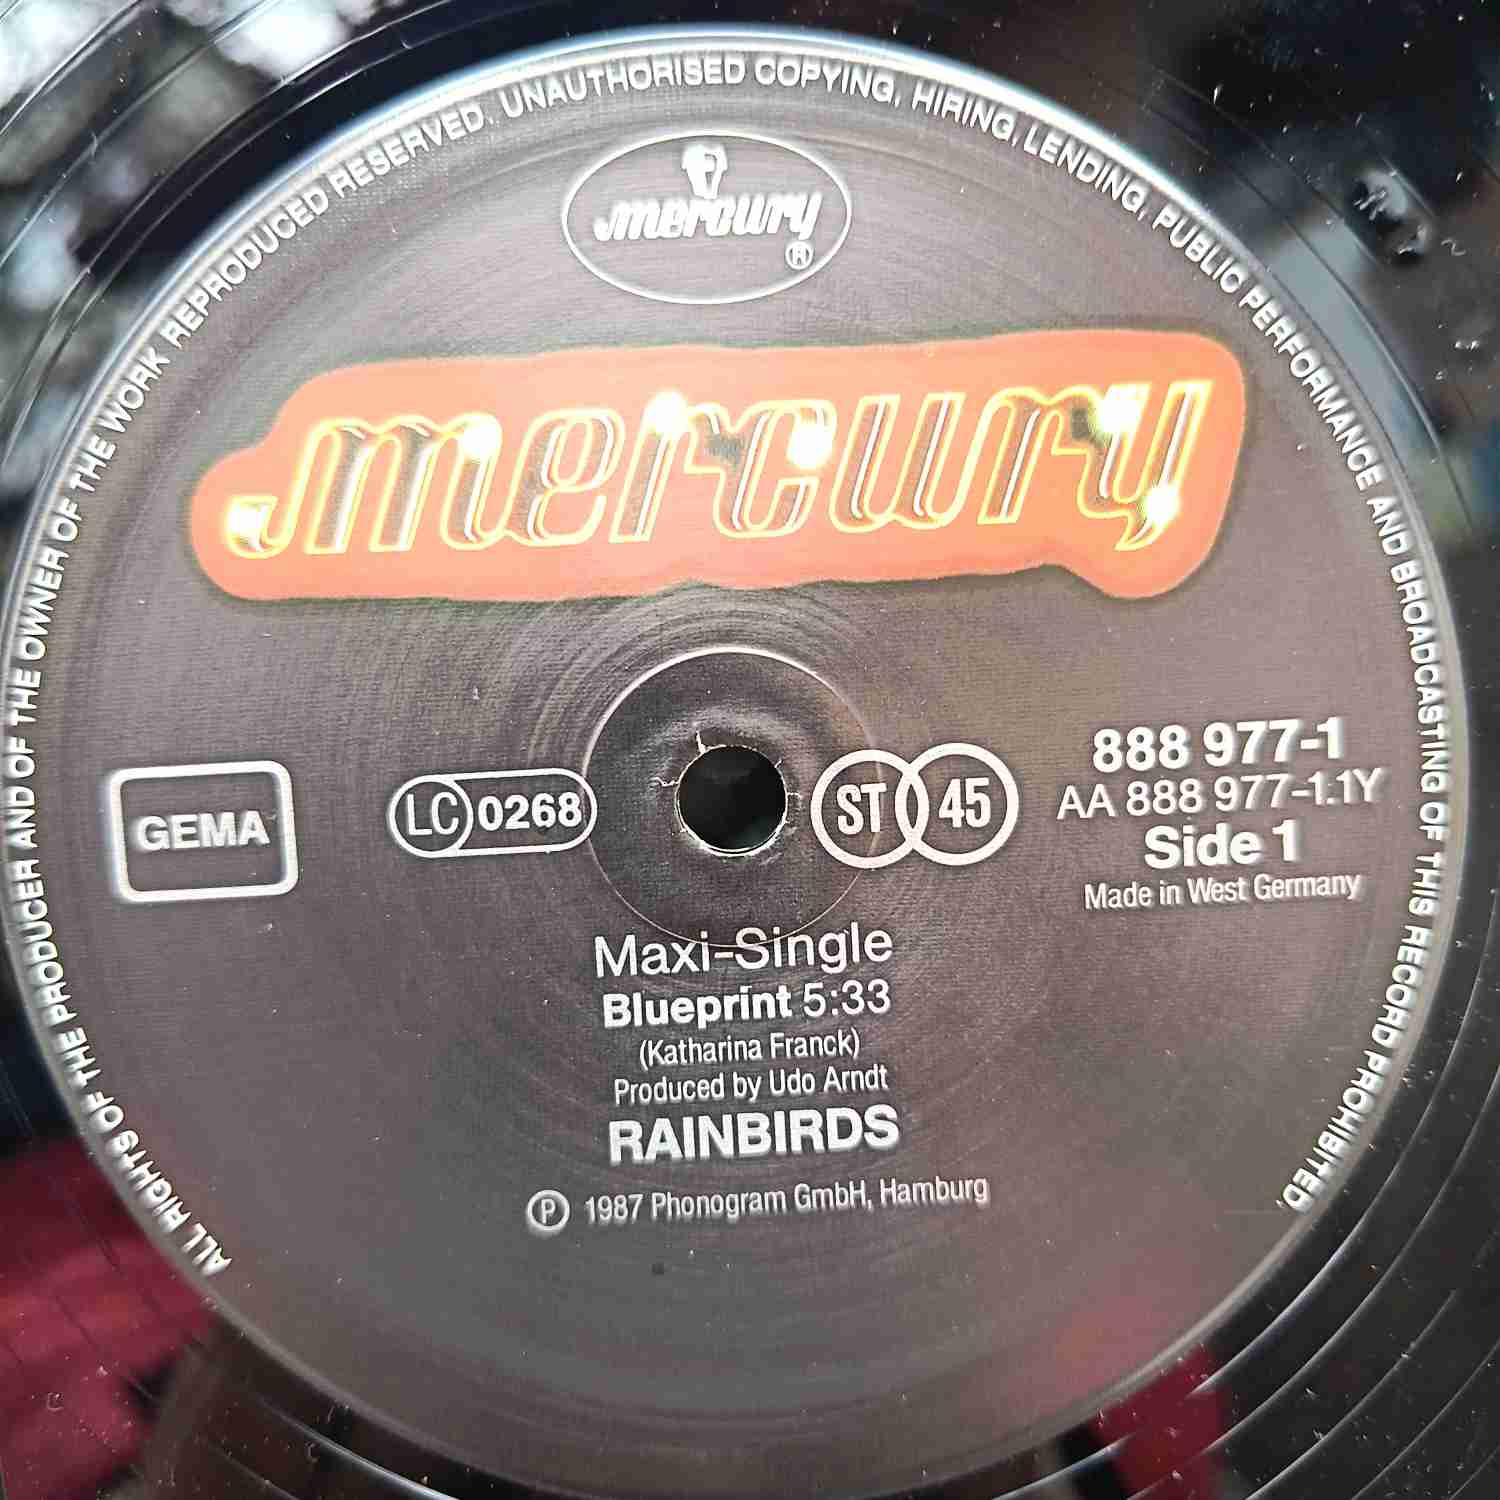 ALL RIGHTS OF THE PRODUCER AND OF THE OWNER OF THE WORK REPRODUCED RESERVED. UNAUTHORISED COPYING, HIRING, LENDING, PUBLIC PERFORMANCE AND BROADCASTING OF THIS RECORD PROHIBITED.
mercury
®
mercury
GEMA
LC 0268
ST 45
888 977-1
AA 888 977-1.1Y
Side 1
Made in West Germany
Maxi-Single
Blueprint 5:33
(Katharina Franck)
Produced by Udo Arndt
RAINBIRDS
℗ 1987 Phonogram GmbH, Hamburg